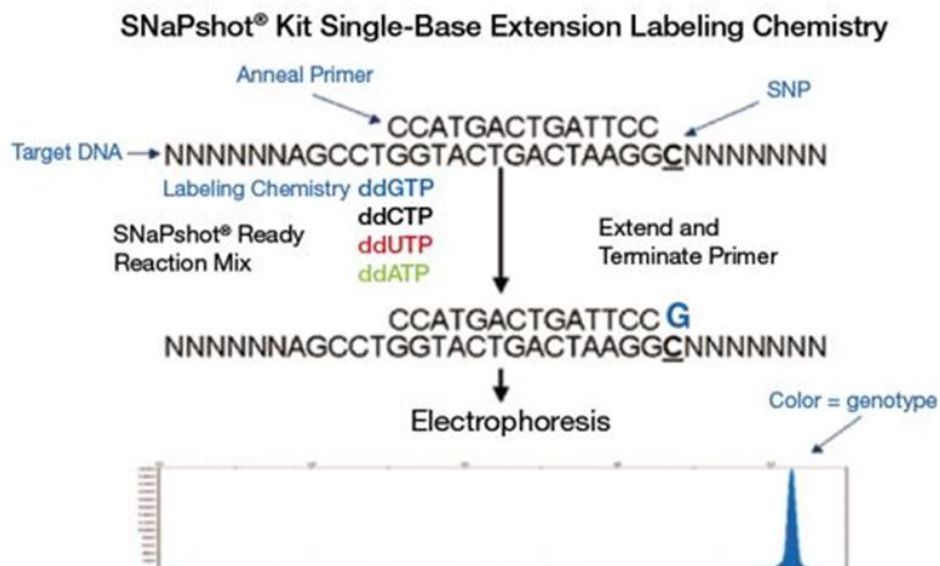 SNaPshot® Kit Single-Base Extension Labeling Chemistry
Anneal Primer
SNP
CCATGACTGATTCC
Target DNA
NNNNNNAGCCTGGTACTGACTAAGGCNNNNNNN
Labeling Chemistry ddGTP
ddCTP
SNaPshot® Ready
Reaction Mix
ddUTP
ddATP
Extend and
Terminate Primer
CCATGACTGATTCC G
NNNNNNAGCCTGGTACTGACTAAGGCNNNNNNN
Electrophoresis
Color = genotype